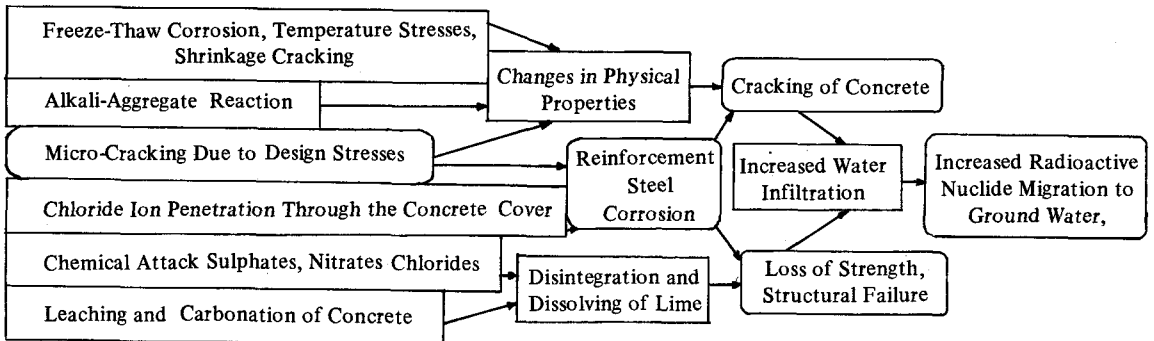 Freeze-Thaw Corrosion, Temperature Stresses,
Shrinkage Cracking
Alkali-Aggregate Reaction
Micro-Cracking Due to Design Stresses
Chloride Ion Penetration Through the Concrete Cover
Chemical Attack Sulphates, Nitrates Chlorides
Leaching and Carbonation of Concrete
Changes in Physical
Properties
Reinforcement
Steel
Corrosion
Disintegration and
Dissolving of Lime
Cracking of Concrete
Increased Water
Infiltration
Loss of Strength,
Structural Failure
Increased Radioactive
Nuclide Migration to
Ground Water,